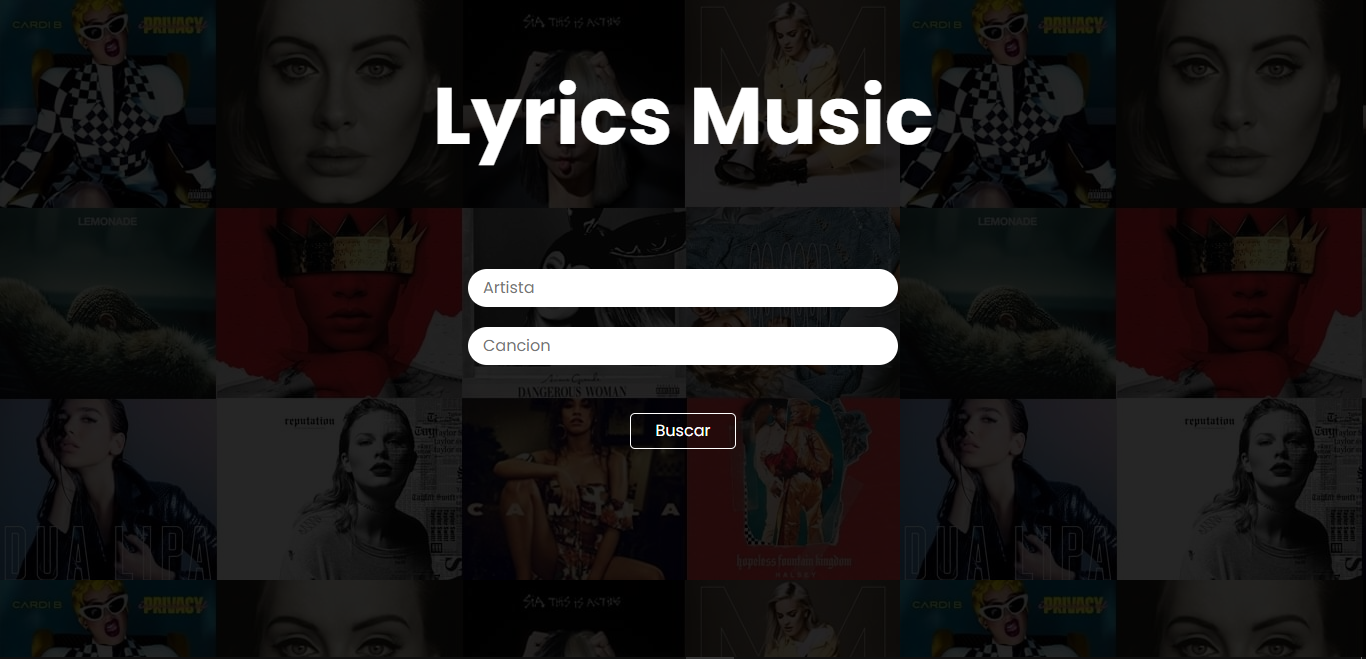 CARDI B PRIVACY
SIA THIS IS ACTING
CARDI B PRIVACY
Lyrics Music
LEMONADE
LEMONADE
Artista
Cancion
DANGEROUS WOMAN
reputation
reputation
Buscar
CAMILA
DUA LIPA
hopeless fountain kingdom
HALSEY
DUA LIPA
CARDI B PRIVACY
SIA THIS IS ACTING
CARDI B PRIVACY